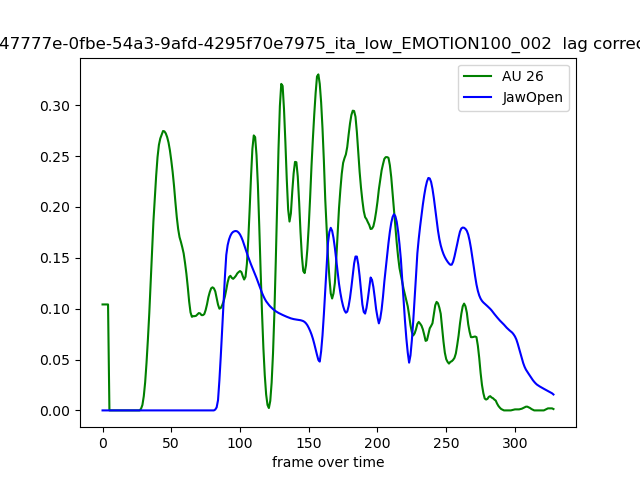 47777e-0fbe-54a3-9afd-4295f70e7975_ita_low_EMOTION100_002 lag correc
AU 26
JawOpen
0.30
0.25
0.20
0.15
0.10
0.05
0.00
0 50 100 150 200 250 300
frame over time